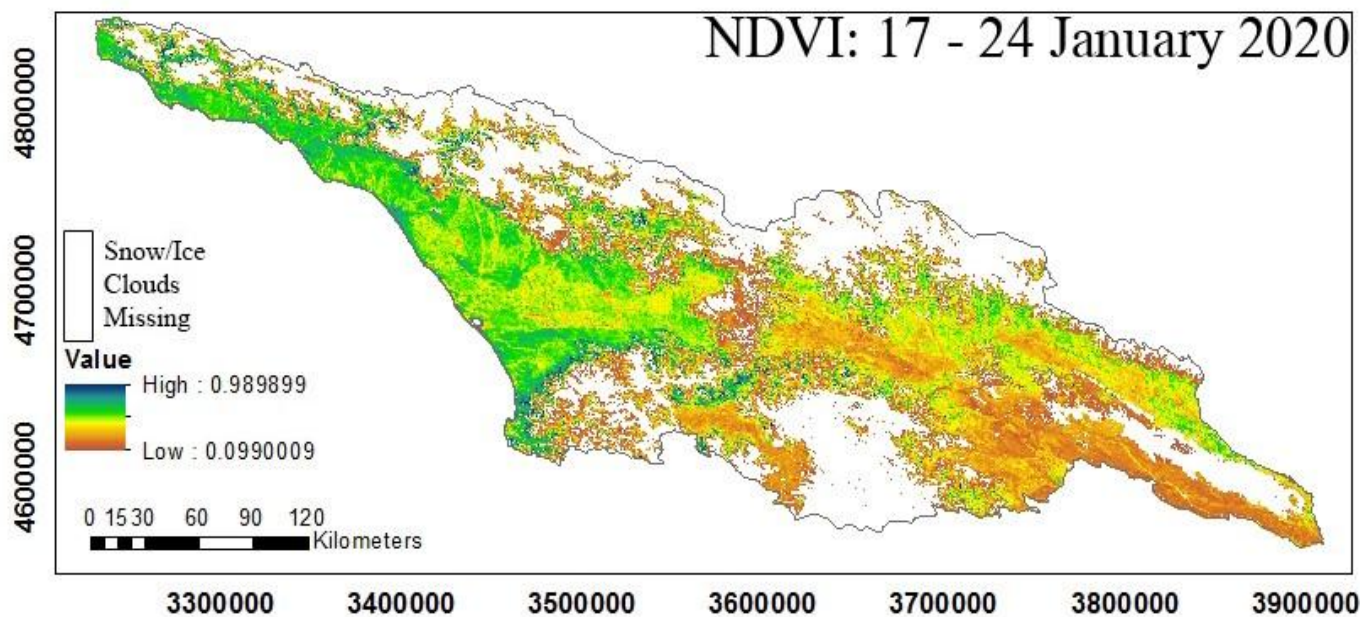 NDVI: 17 - 24 January 2020
4800000
4700000
4600000
Snow/Ice
Clouds
Missing
Value
High : 0.989899
Low : 0.0990009
0 15 30 60 90 120
Kilometers
3300000 3400000 3500000 3600000 3700000 3800000 3900000